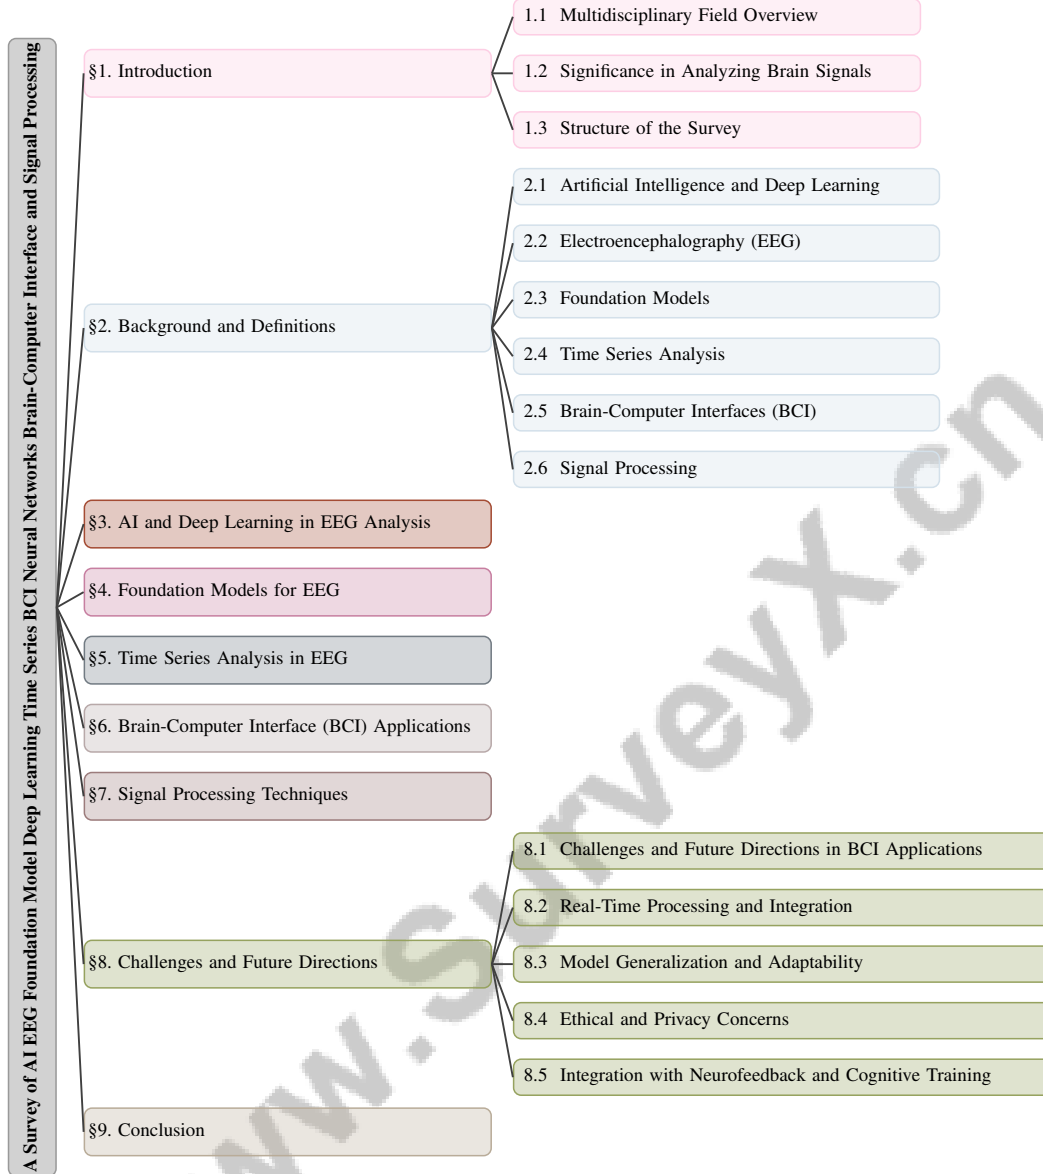 A Survey of AI EEG Foundation Model Deep Learning Time Series BCI Neural Networks Brain-Computer Interface and Signal Processing
§1. Introduction
1.1 Multidisciplinary Field Overview
1.2 Significance in Analyzing Brain Signals
1.3 Structure of the Survey
§2. Background and Definitions
2.1 Artificial Intelligence and Deep Learning
2.2 Electroencephalography (EEG)
2.3 Foundation Models
2.4 Time Series Analysis
2.5 Brain-Computer Interfaces (BCI)
2.6 Signal Processing
§3. AI and Deep Learning in EEG Analysis
§4. Foundation Models for EEG
§5. Time Series Analysis in EEG
§6. Brain-Computer Interface (BCI) Applications
§7. Signal Processing Techniques
§8. Challenges and Future Directions
8.1 Challenges and Future Directions in BCI Applications
8.2 Real-Time Processing and Integration
8.3 Model Generalization and Adaptability
8.4 Ethical and Privacy Concerns
8.5 Integration with Neurofeedback and Cognitive Training
§9. Conclusion
www.Surveyx.cn